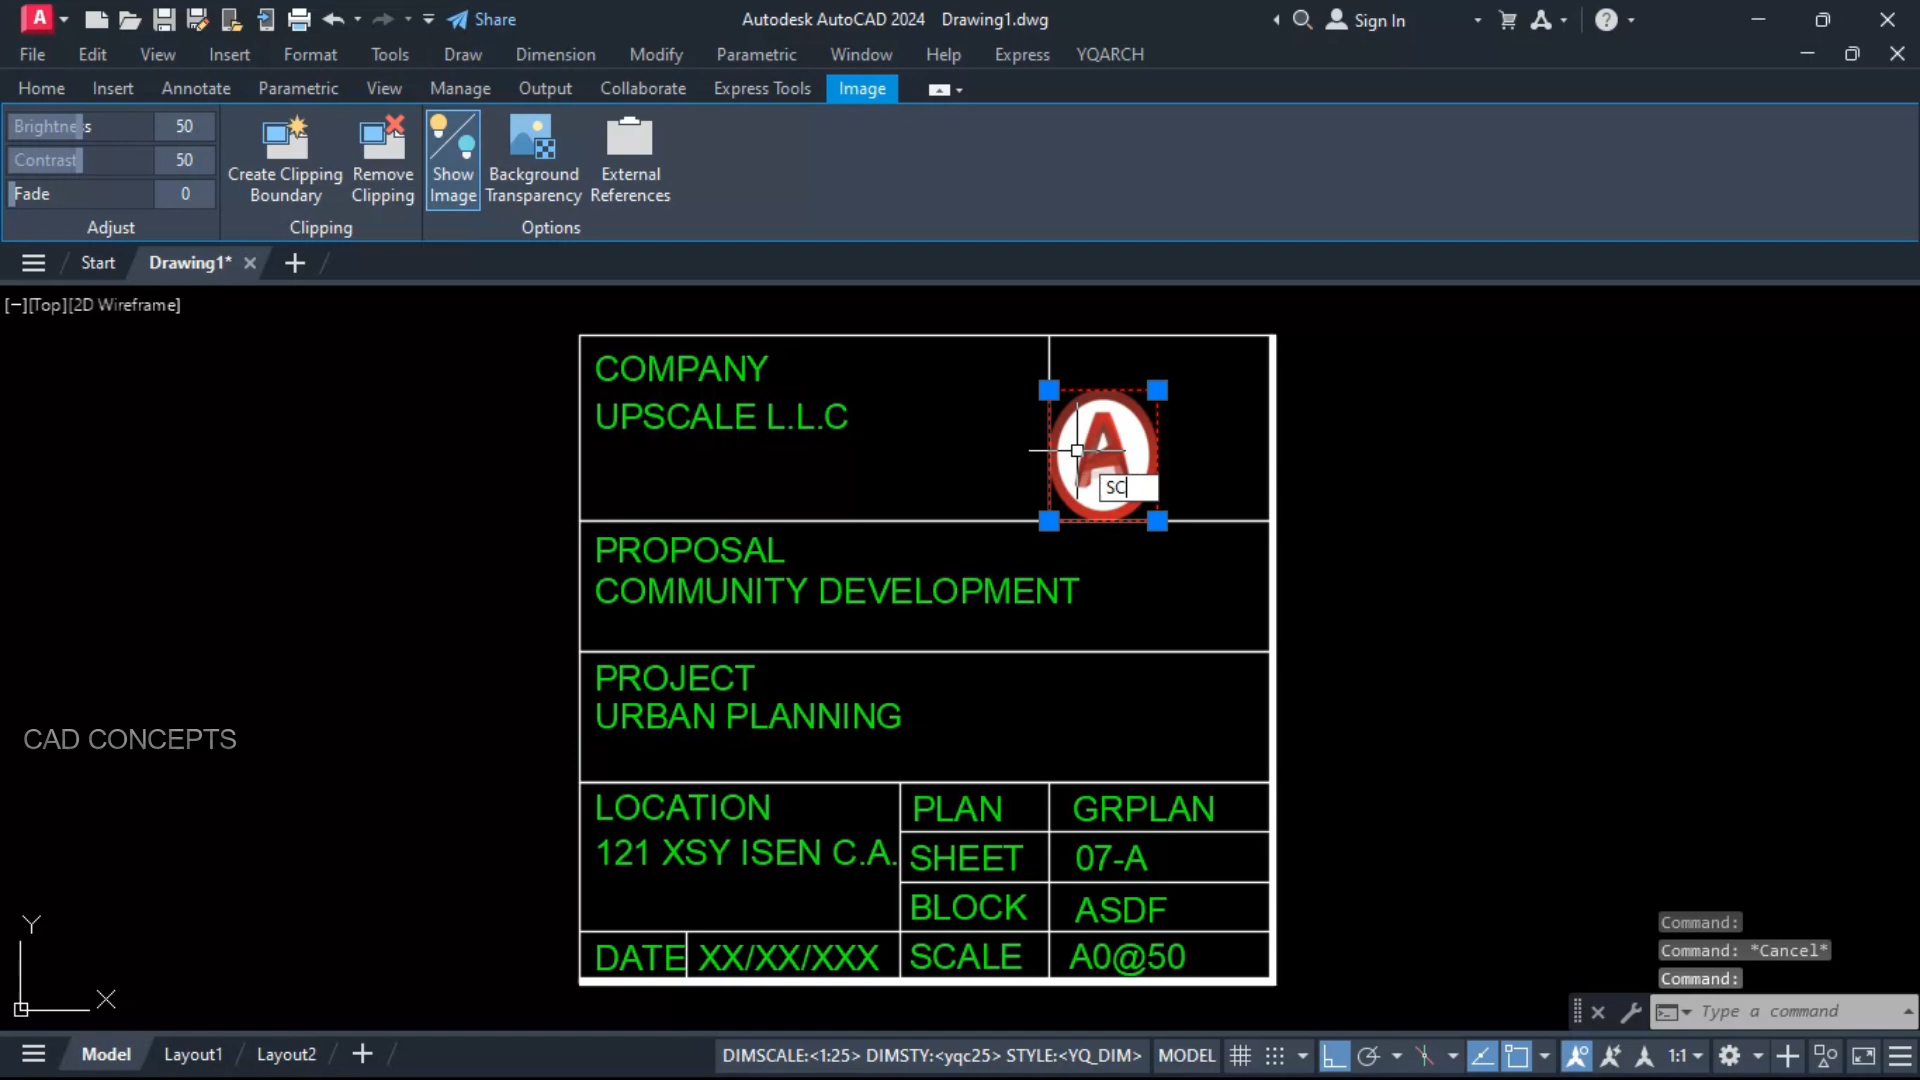 Share
Autodesk AutoCAD 2024 Drawing1.dwg
Sign In
File Edit View Insert Format Tools Draw Dimension Modify Parametric Window Help Express YQARCH
Home Insert Annotate Parametric View Manage Output Collaborate Express Tools Image
Brightness 50
Contrast 50
Fade 0
Create Clipping Boundary
Remove Clipping
Show Image
Background Transparency
External References
Adjust Clipping Options
Start Drawing1*
[−][Top][2D Wireframe]
COMPANY
UPSCALE L.L.C
A
SC
PROPOSAL
COMMUNITY DEVELOPMENT
PROJECT
URBAN PLANNING
CAD CONCEPTS
LOCATION
121 XSY ISEN C.A.
PLAN GRPLAN
SHEET 07-A
BLOCK ASDF
DATE XX/XX/XXX SCALE A0@50
Y
X
Command:
Command: *Cancel*
Command:
Type a command
Model Layout1 Layout2
DIMSCALE:<1:25> DIMSTY:<yqc25> STYLE:<YQ_DIM> MODEL 1:1